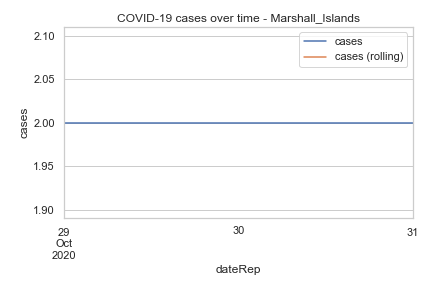 COVID-19 cases over time - Marshall_Islands
cases
cases (rolling)
2.10
2.05
2.00
1.95
1.90
cases
29
Oct
2020
30
31
dateRep